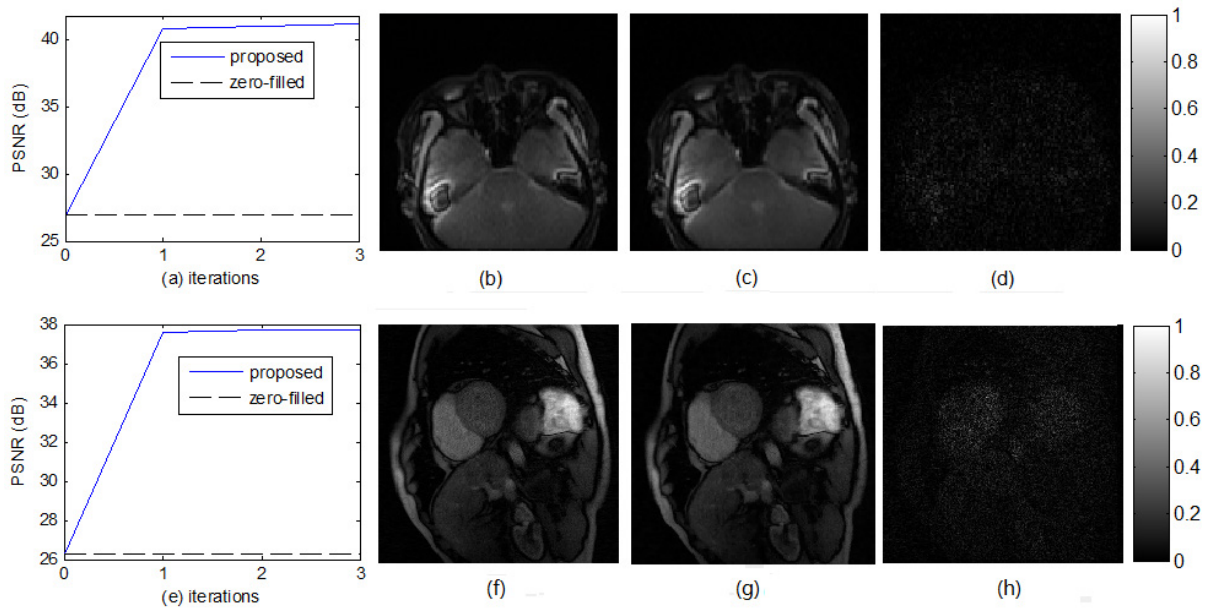 PSNR (dB)
40
35
30
25
0
1
2
3
proposed
zero-filled
(a) iterations
(b)
(c)
(d)
1
0.8
0.6
0.4
0.2
0
PSNR (dB)
38
36
34
32
30
28
26
0
1
2
3
proposed
zero-filled
(e) iterations
(f)
(g)
(h)
1
0.8
0.6
0.4
0.2
0